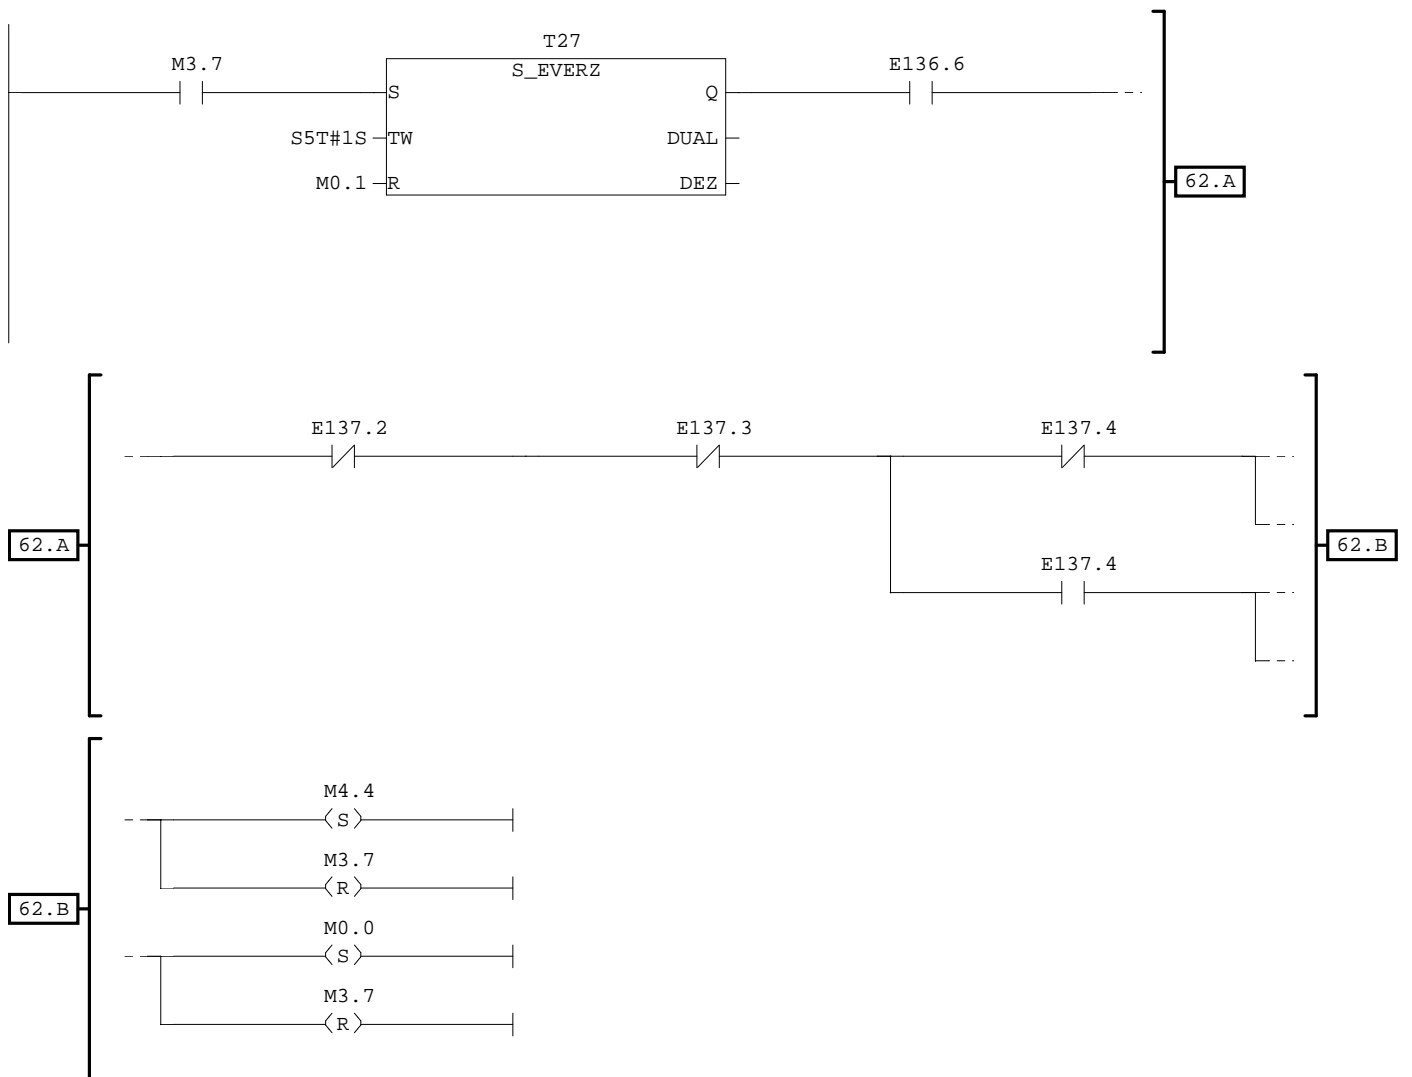 T27
M3.7 S_EVERZ E136.6
S Q
S5T#1S TW DUAL
M0.1 R DEZ
62.A
E137.2 E137.3 E137.4
62.A
62.B
E137.4
M4.4
S
M3.7
R
62.B
M0.0
S
M3.7
R